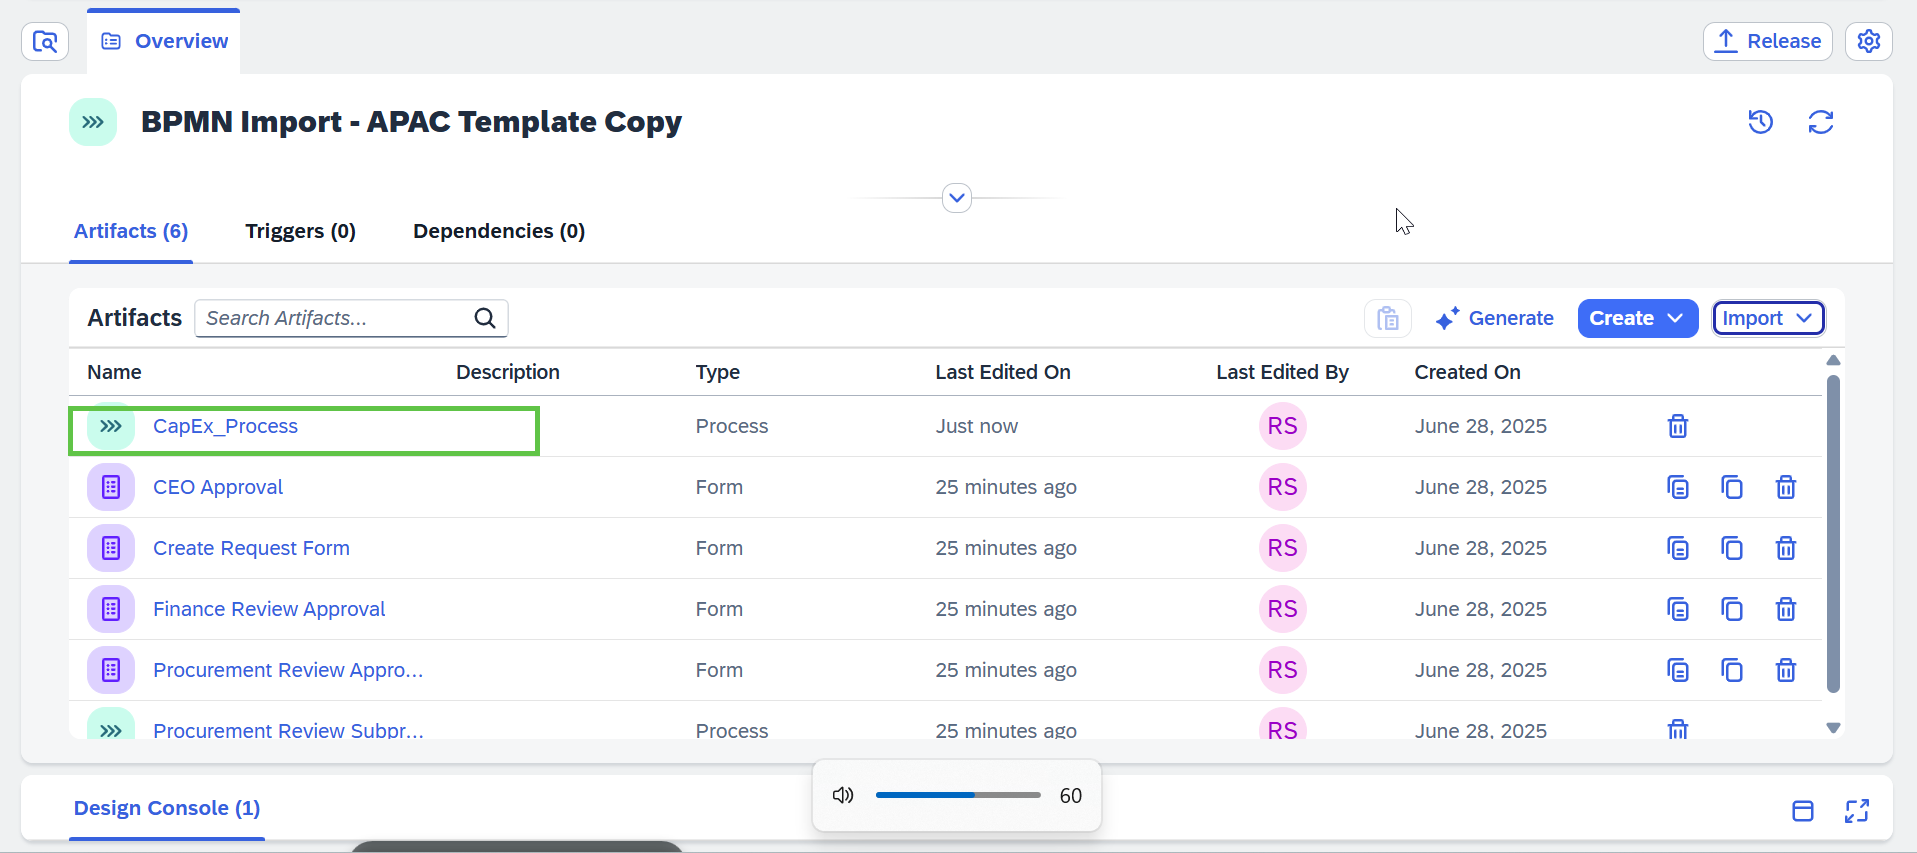 Overview
Release
BPMN Import - APAC Template Copy
Artifacts (6) Triggers (0) Dependencies (0)
Artifacts Search Artifacts... Generate Create Import
Name Description Type Last Edited On Last Edited By Created On
CapEx_Process Process Just now RS June 28, 2025
CEO Approval Form 25 minutes ago RS June 28, 2025
Create Request Form Form 25 minutes ago RS June 28, 2025
Finance Review Approval Form 25 minutes ago RS June 28, 2025
Procurement Review Appro... Form 25 minutes ago RS June 28, 2025
Procurement Review Subpr... Process 25 minutes ago RS June 28, 2025
Design Console (1)
60